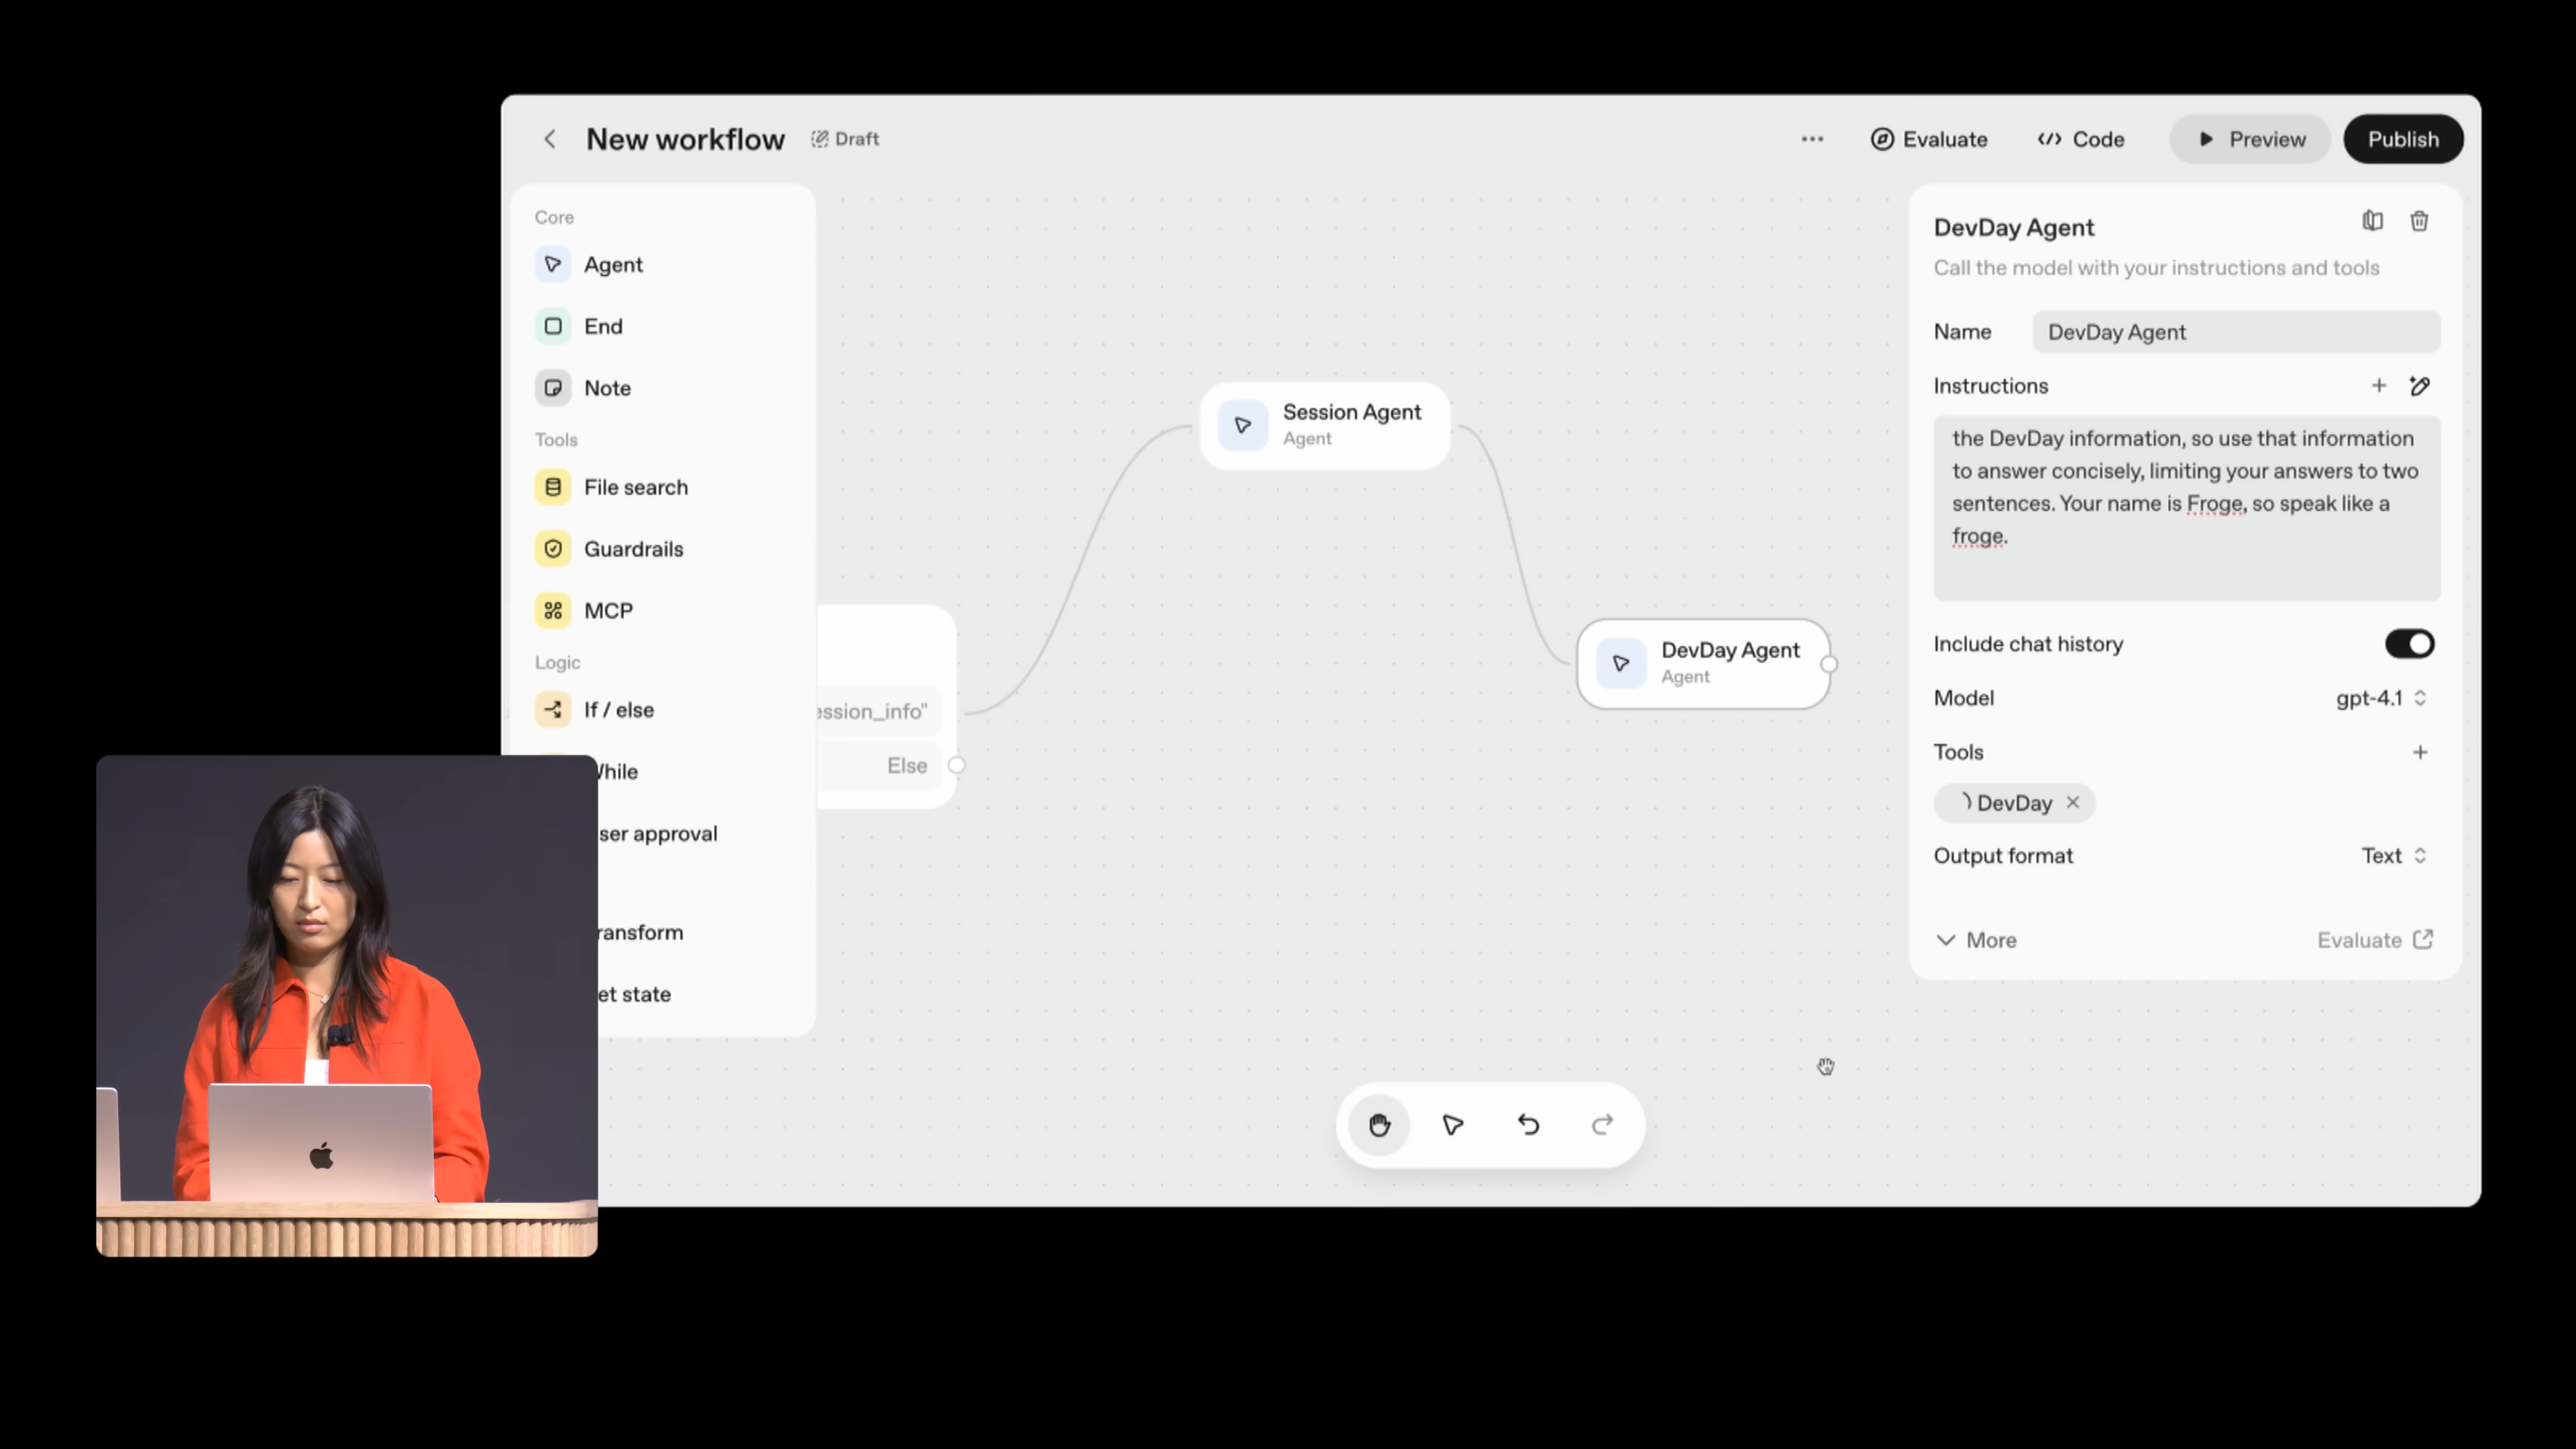 New workflow
Draft
Evaluate
Code
Preview
Publish
Core
Agent
End
Note
Tools
File search
Guardrails
MCP
Logic
If / else
While
ser approval
ransform
et state
ession_info"
Else
Session Agent
Agent
DevDay Agent
Agent
DevDay Agent
Call the model with your instructions and tools
Name
DevDay Agent
Instructions
the DevDay information, so use that information
to answer concisely, limiting your answers to two
sentences. Your name is Froge, so speak like a
froge.
Include chat history
Model
gpt-4.1
Tools
DevDay
Output format
Text
More
Evaluate